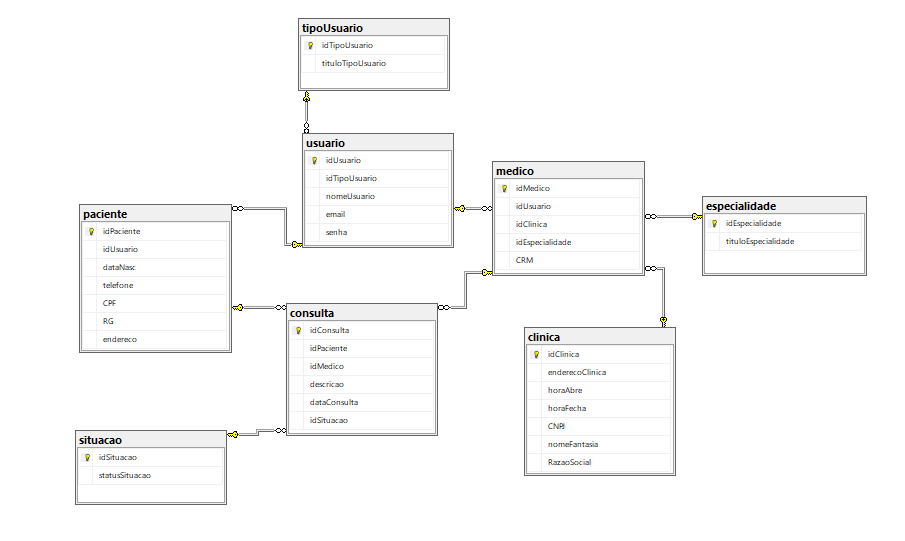 tipoUsuario
idTipoUsuario
tituloTipoUsuario
usuario
idUsuario
idTipoUsuario
nomeUsuario
email
senha
medico
idMedico
idUsuario
idClinica
idEspecialidade
CRM
especialidade
idEspecialidade
tituloEspecialidade
paciente
idPaciente
idUsuario
dataNasc
telefone
CPF
RG
endereco
consulta
idConsulta
idPaciente
idMedico
descricao
dataConsulta
idSituacao
clinica
idClinica
enderecoClinica
horaAbre
horaFecha
CNPJ
nomeFantasia
RazaoSocial
situacao
idSituacao
statusSituacao